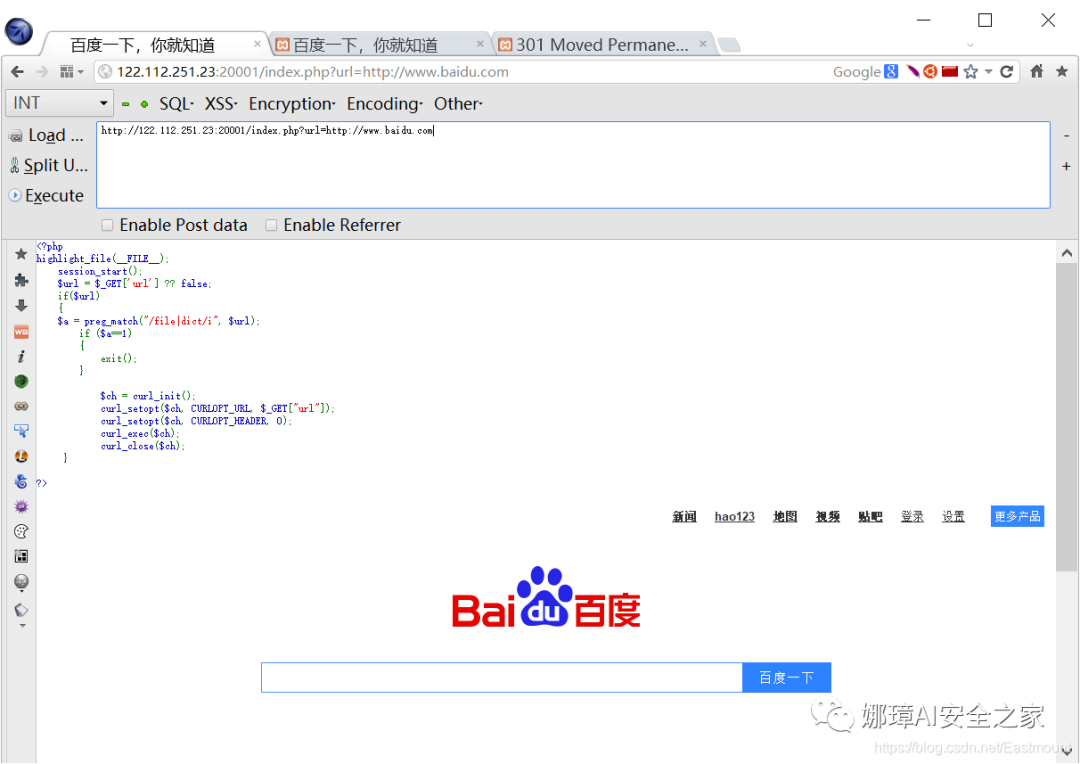 百度一下，你就知道
百度一下，你就知道
301 Moved Permane...
122.112.251.23:20001/index.php?url=http://www.baidu.com
Google
INT
SQL
XSS
Encryption
Encoding
Other
Load ...
http://122.112.251.23:20001/index.php?url=http://www.baidu.com
Split U...
Execute
Enable Post data
Enable Referrer
<?php
highlight_file(__FILE__);
session_start();
$url = $_GET['url'] ?? false;
if($url)
{
$a = preg_match("/file|dict/i", $url);
if ($a==1)
{
exit();
}
$ch = curl_init();
curl_setopt($ch, CURLOPT_URL, $_GET["url"]);
curl_setopt($ch, CURLOPT_HEADER, 0);
curl_exec($ch);
curl_close($ch);
}
?>
新闻
hao123
地图
视频
贴吧
登录
设置
更多产品
Bai du 百度
百度一下
娜璋AI安全之家
https://blog.csdn.net/Eastmount